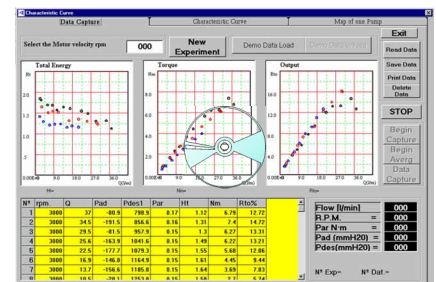 Characteristic Curve
Data Capture Characteristic Curve Map of one Pump
Select the Motor velocity rpm 000 New Experiment Demo Data Load
Exit
Read Data
Save Data
Print Data
Delete Data
STOP
Begin Capture
Begin Averg
Data Capture
Total Energy Torque Output
Nº rpm. Q Pad Pdes1 Par Ht Nm Rto%
1 3000 37 -80.9 798.9 0.17 1.12 6.79 12.72
2 3000 34.5 -191.5 856.6 0.16 1.31 7.4 14.72
3 3000 29.5 -81.5 957.9 0.15 1.3 6.27 13.31
4 3000 25.6 -163.9 1041.6 0.15 1.49 6.22 13.21
5 3000 22.5 -177.7 1079.3 0.15 1.55 5.68 12.06
6 3000 16.9 -146.0 1164.9 0.15 1.61 4.45 9.44
7 3000 13.7 -156.6 1185.0 0.15 1.64 3.69 7.83
8 3000
Flow [l/min] 000
R.P.M. = 000
Par N·m = 000
Pad (mmH20) = 000
Pdes(mmH20) = 000
Nº Exp= Nº Dat.=